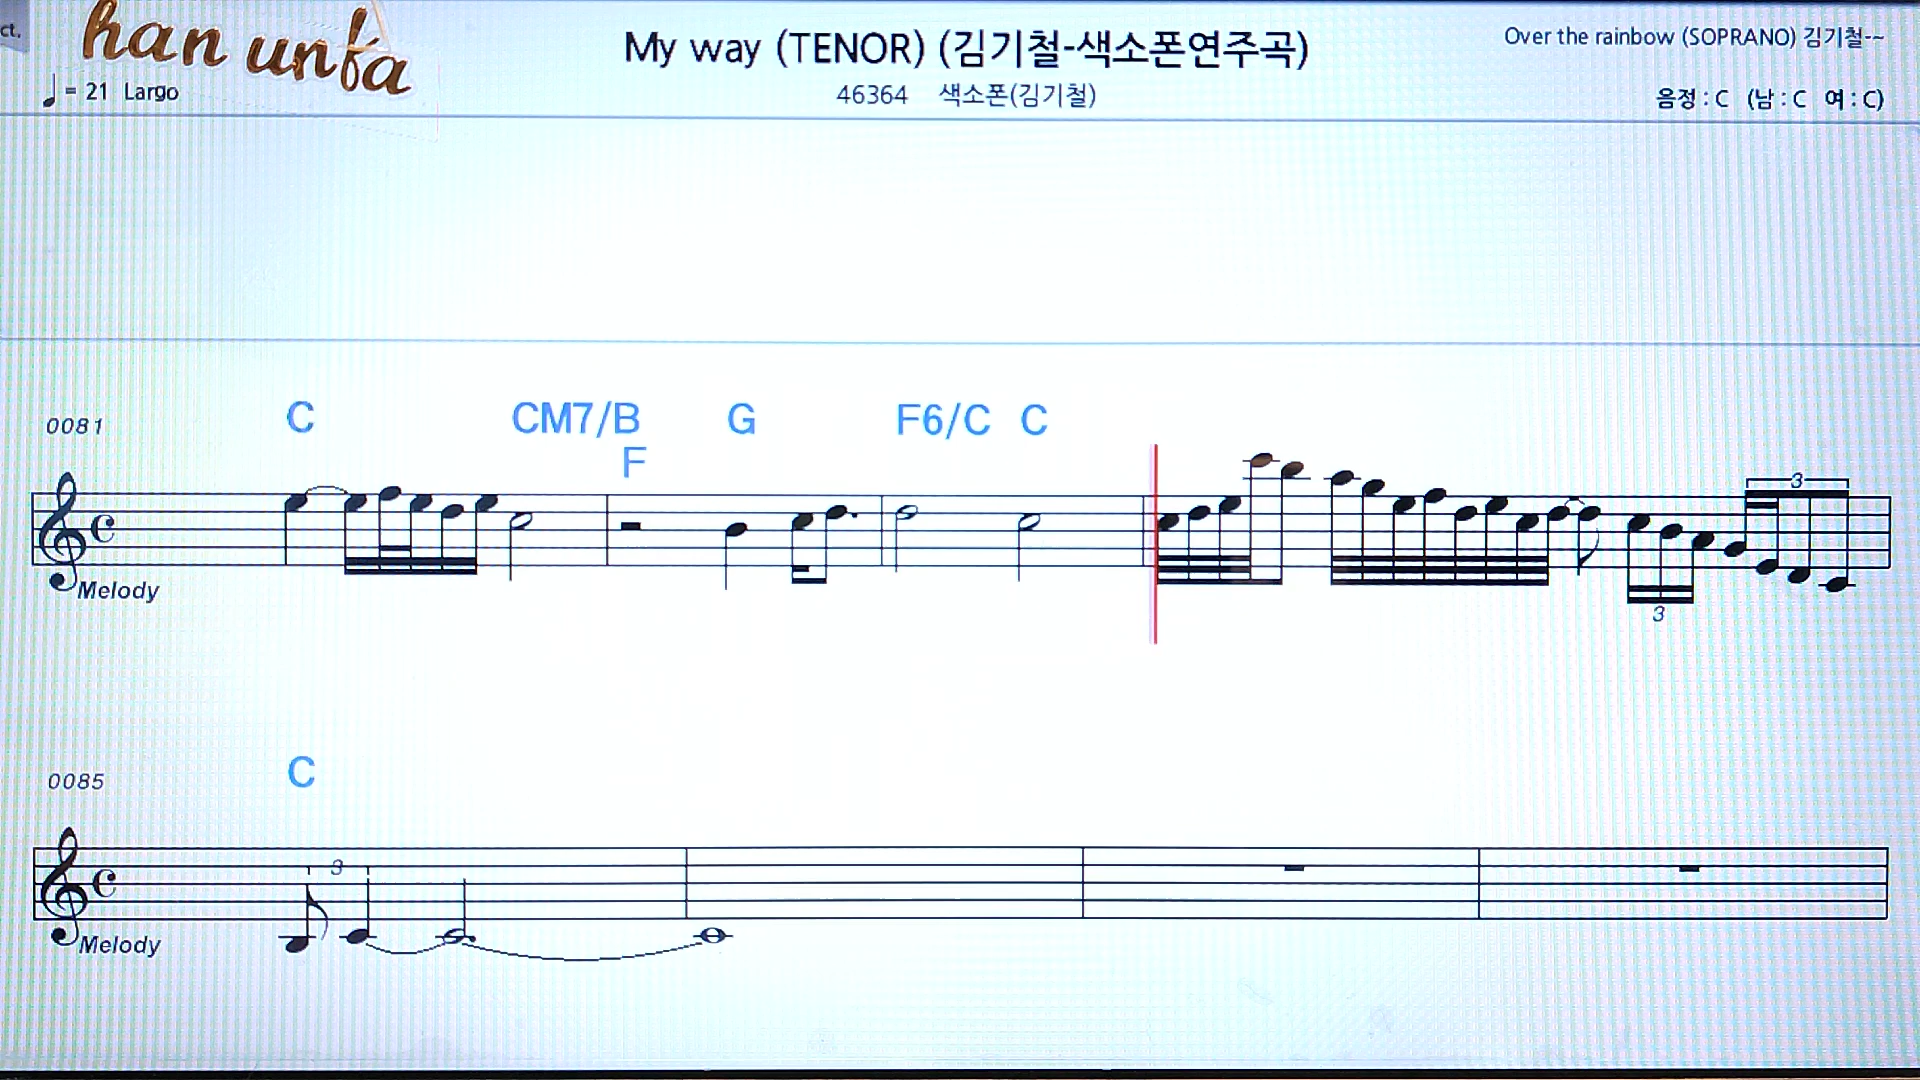 ct.
han unfa
My way (TENOR) (김기철-색소폰연주곡)
Over the rainbow (SOPRANO) 김기철-~
♩ = 21 Largo
46364 색소폰(김기철)
음정 : C (남 : C 여 : C)
0081 C CM7/B F G F6/C C
3
Melody
3
0085 C
3
Melody